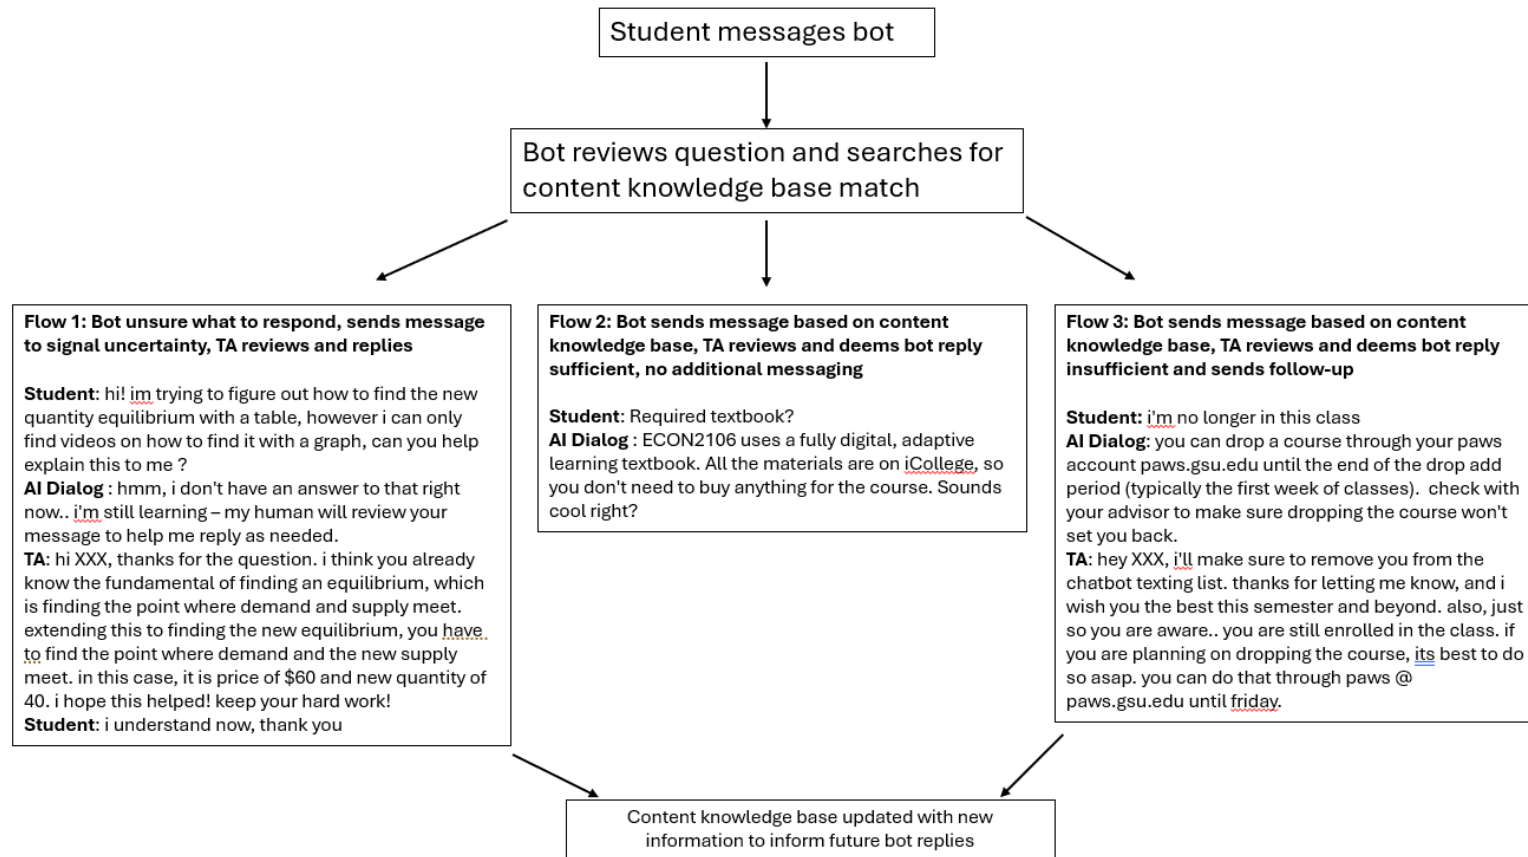 Student messages bot
Bot reviews question and searches for
content knowledge base match
Flow 1: Bot unsure what to respond, sends message
to signal uncertainty, TA reviews and replies
Student: hi! im trying to figure out how to find the new
quantity equilibrium with a table, however i can only
find videos on how to find it with a graph, can you help
explain this to me ?
AI Dialog : hmm, i don't have an answer to that right
now.. i'm still learning – my human will review your
message to help me reply as needed.
TA: hi XXX, thanks for the question. i think you already
know the fundamental of finding an equilibrium, which
is finding the point where demand and supply meet.
extending this to finding the new equilibrium, you have
to find the point where demand and the new supply
meet. in this case, it is price of $60 and new quantity of
40. i hope this helped! keep your hard work!
Student: i understand now, thank you
Flow 2: Bot sends message based on content
knowledge base, TA reviews and deems bot reply
sufficient, no additional messaging
Student: Required textbook?
AI Dialog : ECON2106 uses a fully digital, adaptive
learning textbook. All the materials are on iCollege, so
you don't need to buy anything for the course. Sounds
cool right?
Flow 3: Bot sends message based on content
knowledge base, TA reviews and deems bot reply
insufficient and sends follow-up
Student: i'm no longer in this class
AI Dialog: you can drop a course through your paws
account paws.gsu.edu until the end of the drop add
period (typically the first week of classes).  check with
your advisor to make sure dropping the course won't
set you back.
TA: hey XXX, i'll make sure to remove you from the
chatbot texting list. thanks for letting me know, and i
wish you the best this semester and beyond. also, just
so you are aware.. you are still enrolled in the class. if
you are planning on dropping the course, its best to do
so asap. you can do that through paws @
paws.gsu.edu until friday.
Content knowledge base updated with new
information to inform future bot replies